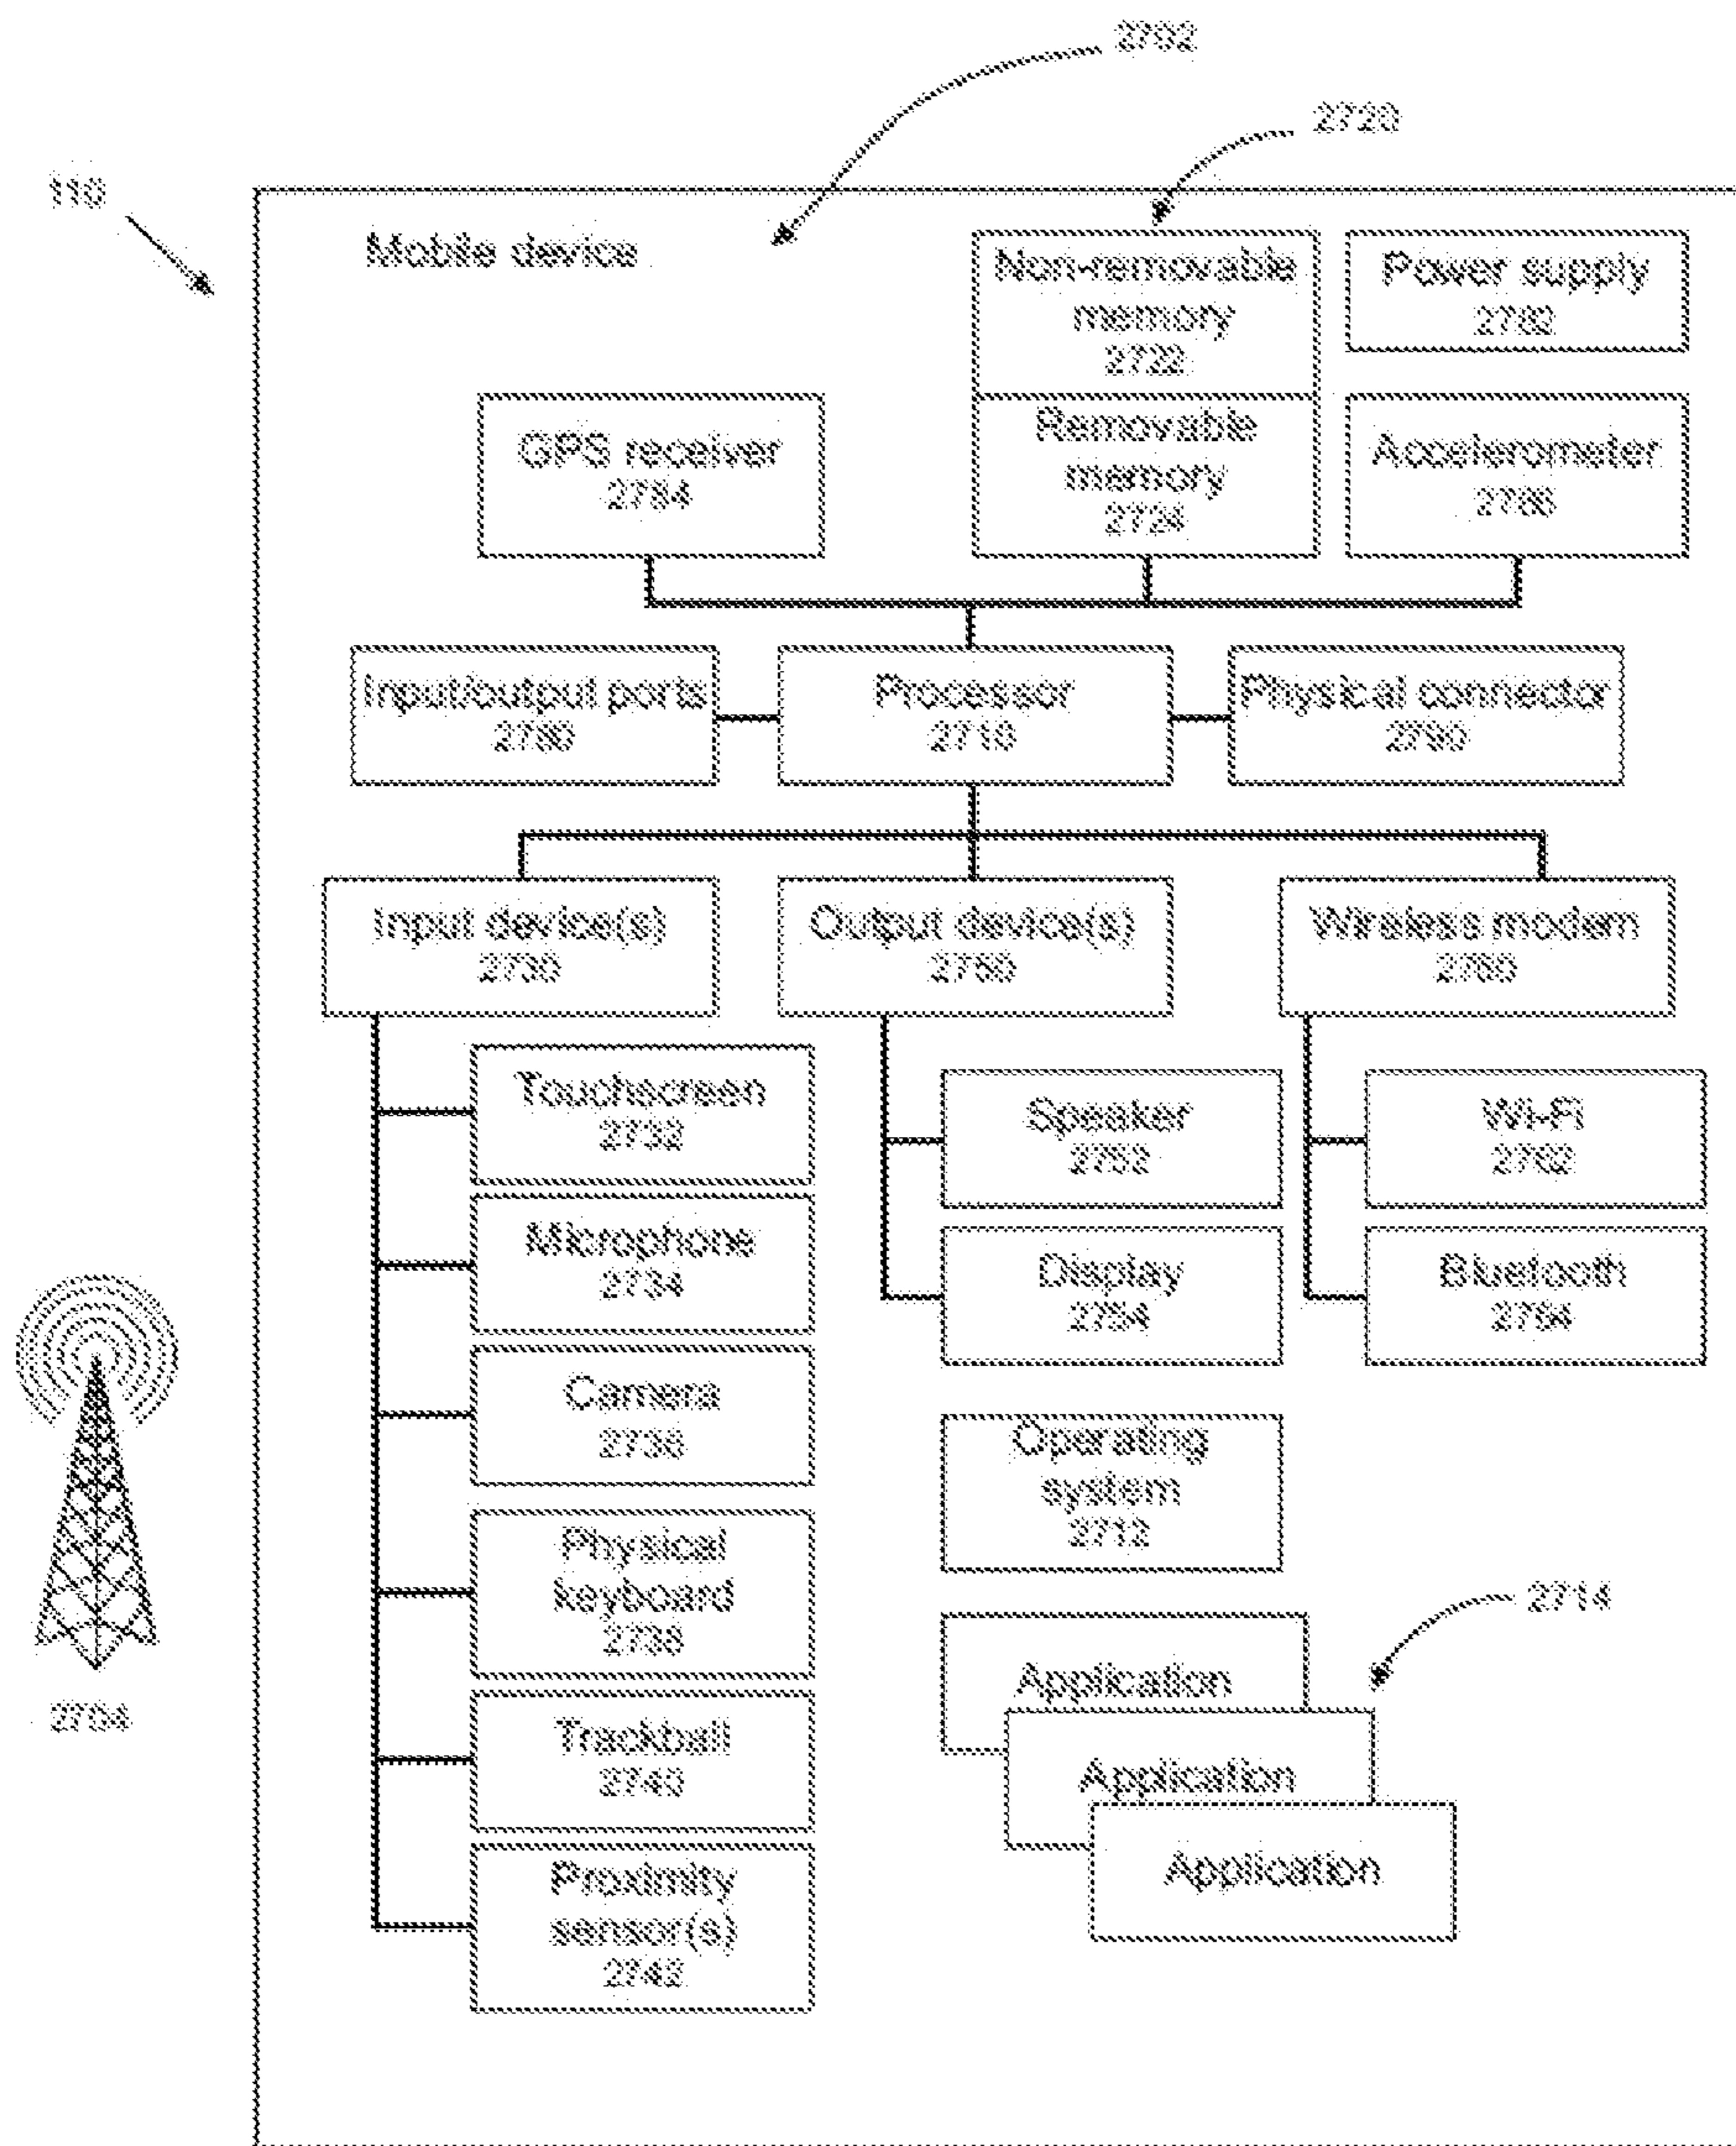 2702
2720
110
Mobile device
Non-removable
memory
2722
Power supply
2782
GPS receiver
2784
Removable
memory
2724
Accelerometer
2786
Input/output ports
2780
Processor
2710
Physical connector
2790
Input device(s)
2730
Output device(s)
2750
Wireless modem
2760
Touchscreen
2732
Microphone
2734
Camera
2736
Physical
keyboard
2738
Trackball
2740
Proximity
sensor(s)
2742
Speaker
2752
Display
2754
Wi-Fi
2762
Bluetooth
2764
Operating
system
2712
2714
Application
Application
Application
2704